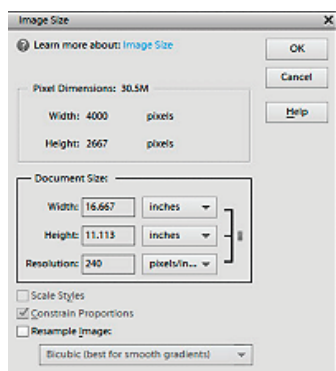 Image Size
Learn more about: Image Size
OK
Cancel
Help
Pixel Dimensions: 30.5M
Width: 4000 pixels
Height: 2667 pixels
Document Size:
Width: 16.667 inches
Height: 11.113 inches
Resolution: 240 pixels/in...
Scale Styles
Constrain Proportions
Resample Image:
Bicubic (best for smooth gradients)